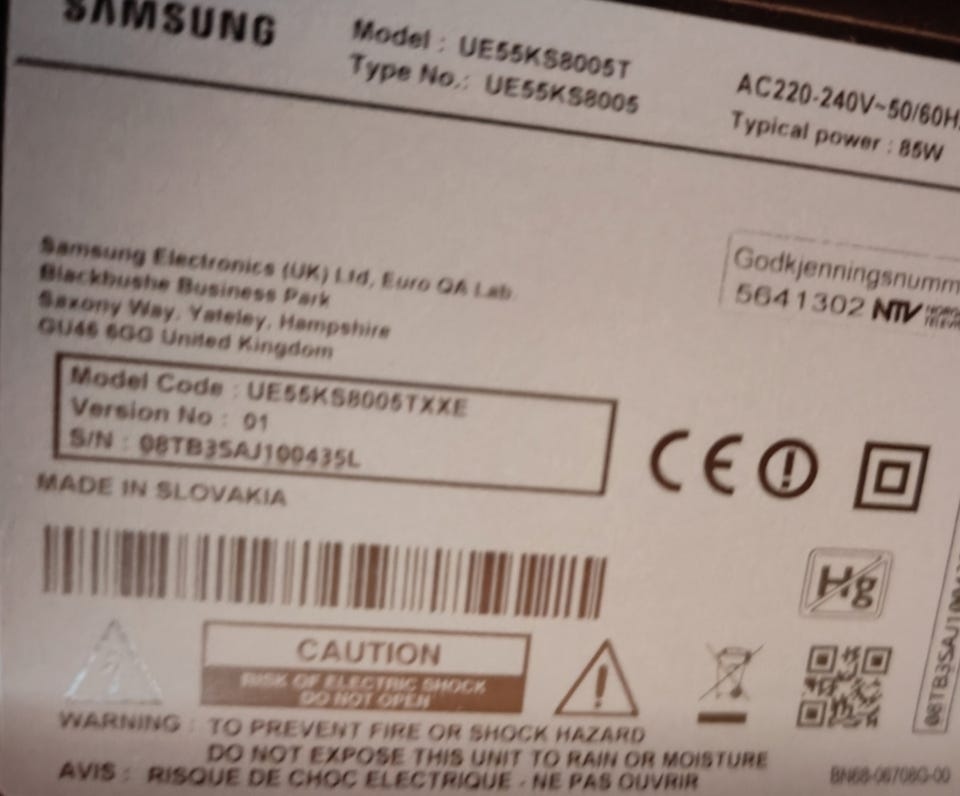 SAMSUNG
Model : UE55KS8005T
Type No.: UE55KS8005
AC220-240V~50/60H
Typical power : 85W
Samsung Electronics (UK) Ltd, Euro QA Lab.
Blackbushe Business Park
Saxony Way, Yateley, Hampshire
GU46 6GG United Kingdom
Godkjenningsnumm
5641302 NTV
Model Code : UE55KS8005TXXE
Version No : 01
S/N : 08TB3SAJ100435L
MADE IN SLOVAKIA
CE
Hg
CAUTION
RISK OF ELECTRIC SHOCK
DO NOT OPEN
WARNING : TO PREVENT FIRE OR SHOCK HAZARD
DO NOT EXPOSE THIS UNIT TO RAIN OR MOISTURE
AVIS : RISQUE DE CHOC ELECTRIQUE - NE PAS OUVRIR
BN68-06708G-00